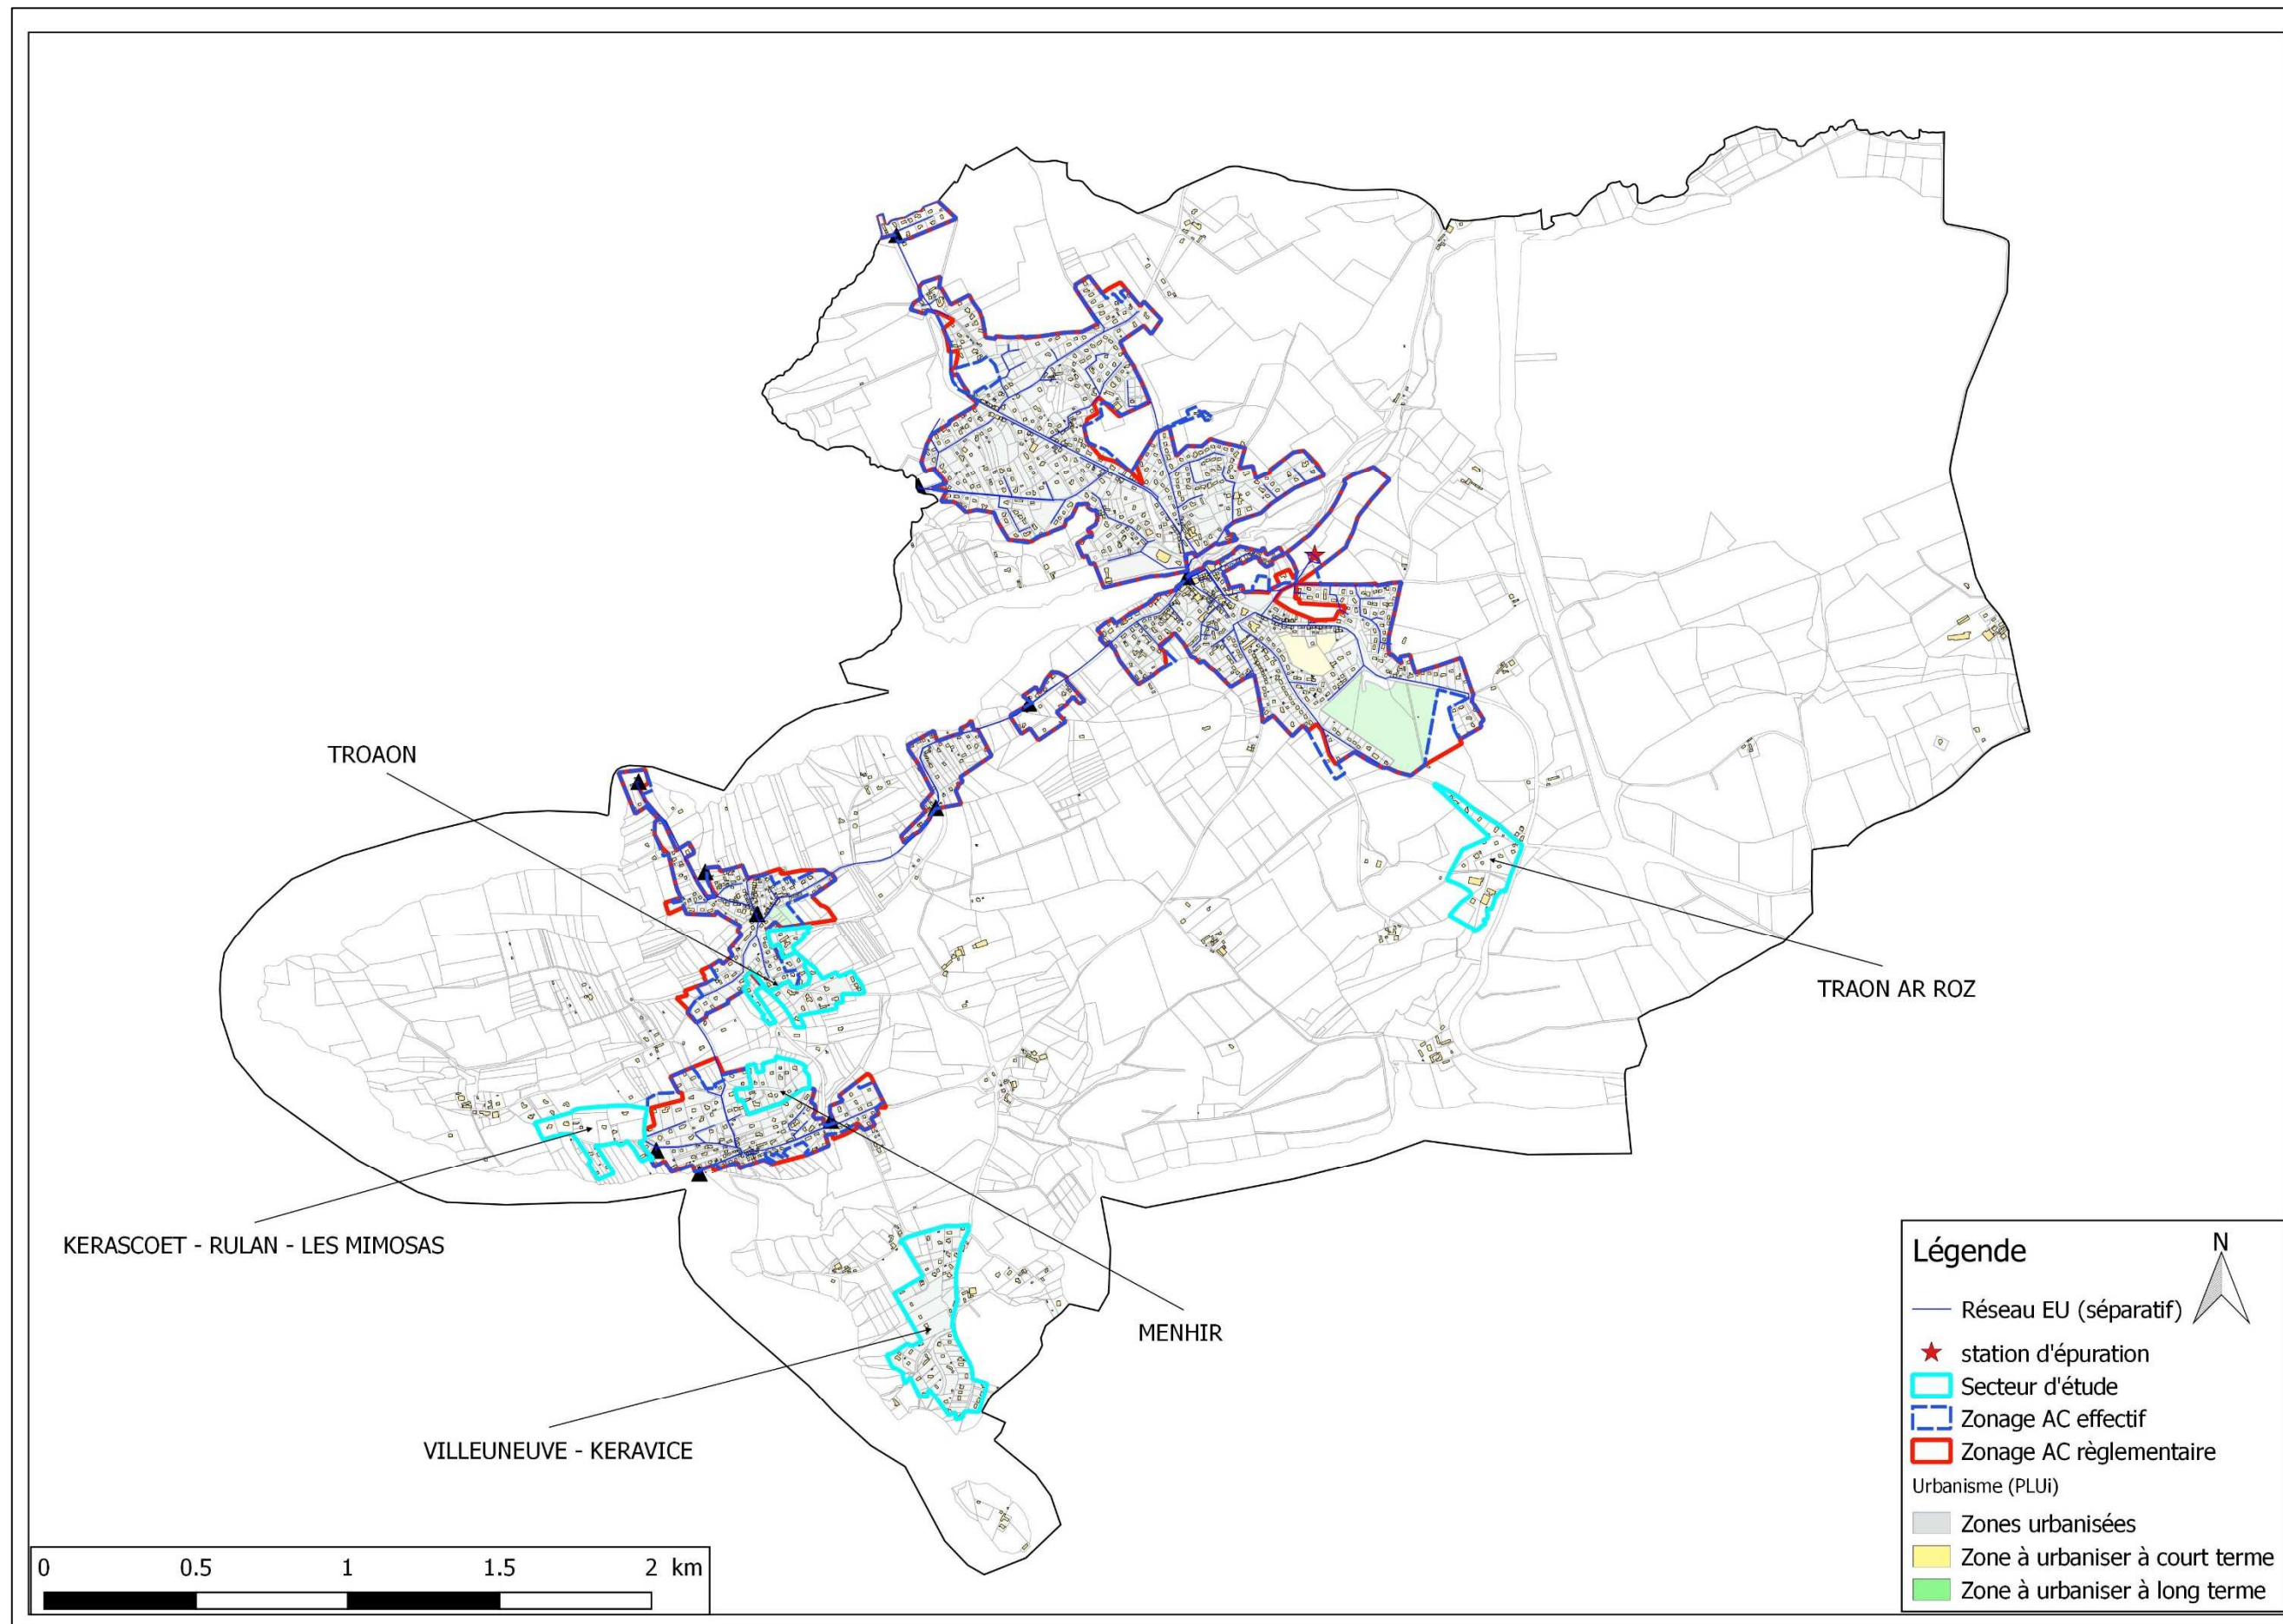 TROAON
TRAON AR ROZ
KERASCOET - RULAN - LES MIMOSAS
MENHIR
VILLEUNEUVE - KERAVICE
Légende
N
Réseau EU (séparatif)
station d'épuration
Secteur d'étude
Zonage AC effectif
Zonage AC règlementaire
Urbanisme (PLUi)
Zones urbanisées
Zone à urbaniser à court terme
Zone à urbaniser à long terme
0 0.5 1 1.5 2 km